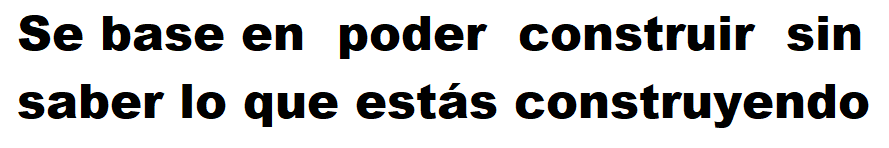 Se base en poder construir sin
saber lo que estás construyendo